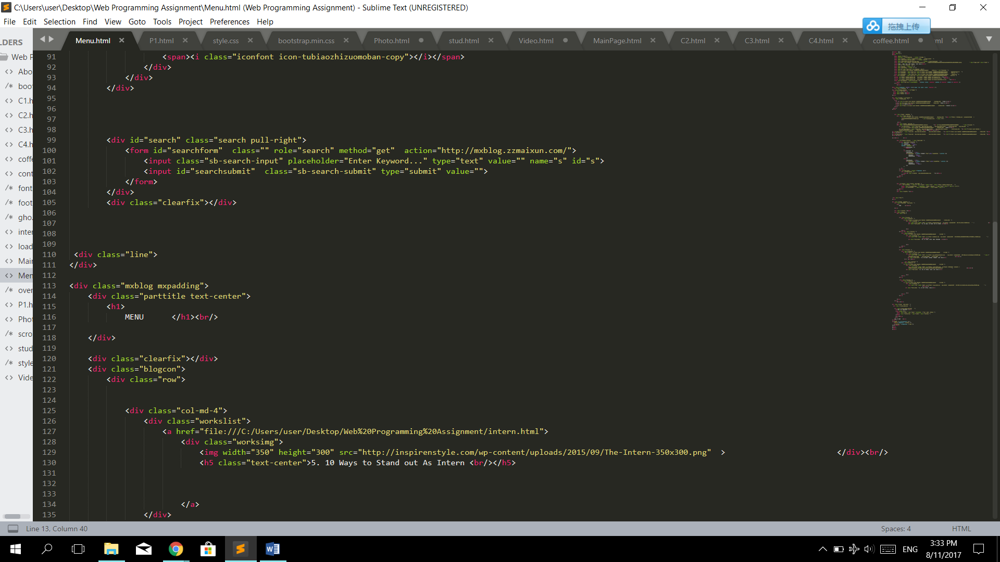 C:\Users\user\Desktop\Web Programming Assignment\Menu.html (Web Programming Assignment) - Sublime Text (UNREGISTERED)
File Edit Selection Find View Goto Tools Project Preferences Help
拖拽上传
LDERS
Menu.html P1.html style.css bootstrap.min.css Photo.html stud.html Video.html MainPage.html C2.html C3.html C4.html coffee.html ml
Web P
Abo
boot
C1.h
C2.h
C3.h
C4.h
coffe
cont
font
foot
gho.
inter
load
Mair
Men
over
P1.h
Phot
scro
stud
style
Vide
91 <span><i class="iconfont icon-tubiaozhizuomoban-copy"></i></span>
92 </div>
93 </div>
94 </div>
95
96
97
98
99 <div id="search" class="search pull-right">
100 <form id="searchform"  class="" role="search" method="get"  action="http://mxblog.zzmaixun.com/">
101 <input class="sb-search-input" placeholder="Enter Keyword..." type="text" value="" name="s" id="s">
102 <input id="searchsubmit"  class="sb-search-submit" type="submit" value="">
103 </form>
104 </div>
105 <div class="clearfix"></div>
106
107
108
109
110 <div class="line">
111 </div>
112
113 <div class="mxblog mxpadding">
114 <div class="parttitle text-center">
115 <h1>
116 MENU      </h1><br/>
117
118 </div>
119
120 <div class="clearfix"></div>
121 <div class="blogcon">
122 <div class="row">
123
124
125 <div class="col-md-4">
126 <div class="workslist">
127 <a href="file:///C:/Users/user/Desktop/Web%20Programming%20Assignment/intern.html">
128 <div class="worksimg">
129 <img width="350" height="300" src="http://inspirenstyle.com/wp-content/uploads/2015/09/The-Intern-350x300.png"  >                        </div><br/>
130 <h5 class="text-center">5. 10 Ways to Stand out As Intern <br/></h5>
131
132
133
134 </a>
135 </div>
Line 13, Column 40 Spaces: 4 HTML
ENG
3:33 PM
8/11/2017